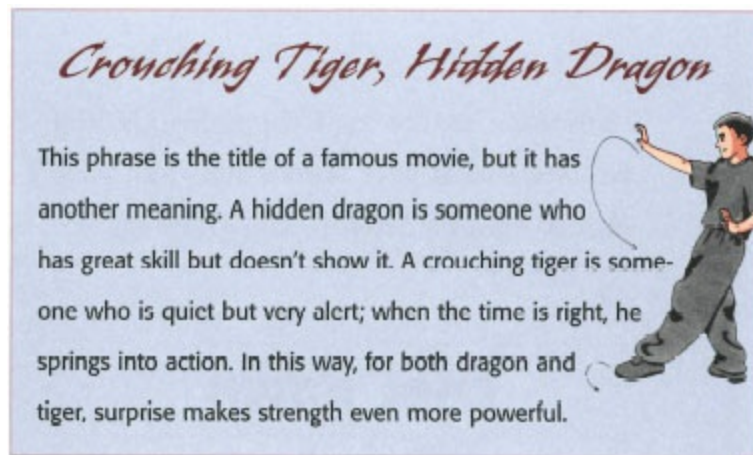 Crouching Tiger, Hidden Dragon
This phrase is the title of a famous movie, but it has
another meaning. A hidden dragon is someone who
has great skill but doesn't show it. A crouching tiger is some-
one who is quiet but very alert; when the time is right, he
springs into action. In this way, for both dragon and
tiger, surprise makes strength even more powerful.